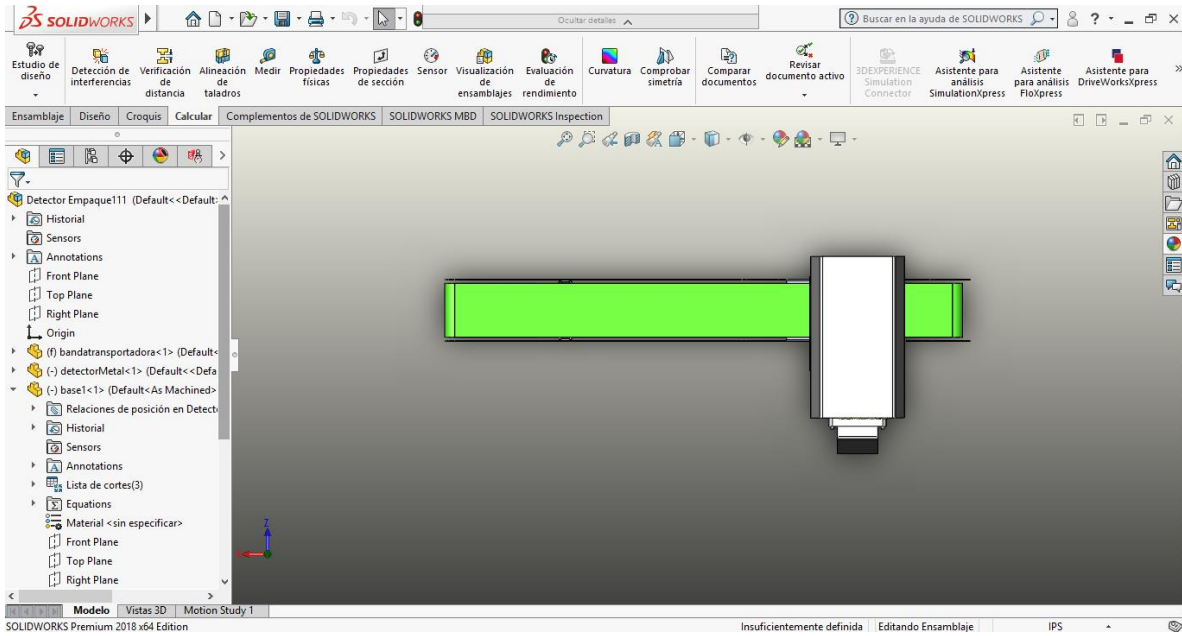 SOLIDWORKS
Ocultar detalles
Buscar en la ayuda de SOLIDWORKS
?
Estudio de diseño
Detección de interferencias
Verificación de distancia
Alineación de taladros
Medir
Propiedades físicas
Propiedades de sección
Sensor
Visualización de ensamblajes
Evaluación de rendimiento
Curvatura
Comprobar simetría
Comparar documentos
Revisar documento activo
3DEXPERIENCE Simulation Connector
Asistente para análisis SimulationXpress
Asistente para análisis FloXpress
Asistente para DriveWorksXpress
Ensamblaje Diseño Croquis Calcular Complementos de SOLIDWORKS SOLIDWORKS MBD SOLIDWORKS Inspection
Detector Empaque111 (Default<<Default:
Historial
Sensors
Annotations
Front Plane
Top Plane
Right Plane
Origin
(f) bandatransportadora<1> (Default<
(-) detectorMetal<1> (Default<<Defa
(-) base1<1> (Default<As Machined>
Relaciones de posición en Detect
Historial
Sensors
Annotations
Lista de cortes(3)
Equations
Material <sin especificar>
Front Plane
Top Plane
Right Plane
Z
Modelo Vistas 3D Motion Study 1
SOLIDWORKS Premium 2018 x64 Edition
Insuficientemente definida Editando Ensamblaje IPS